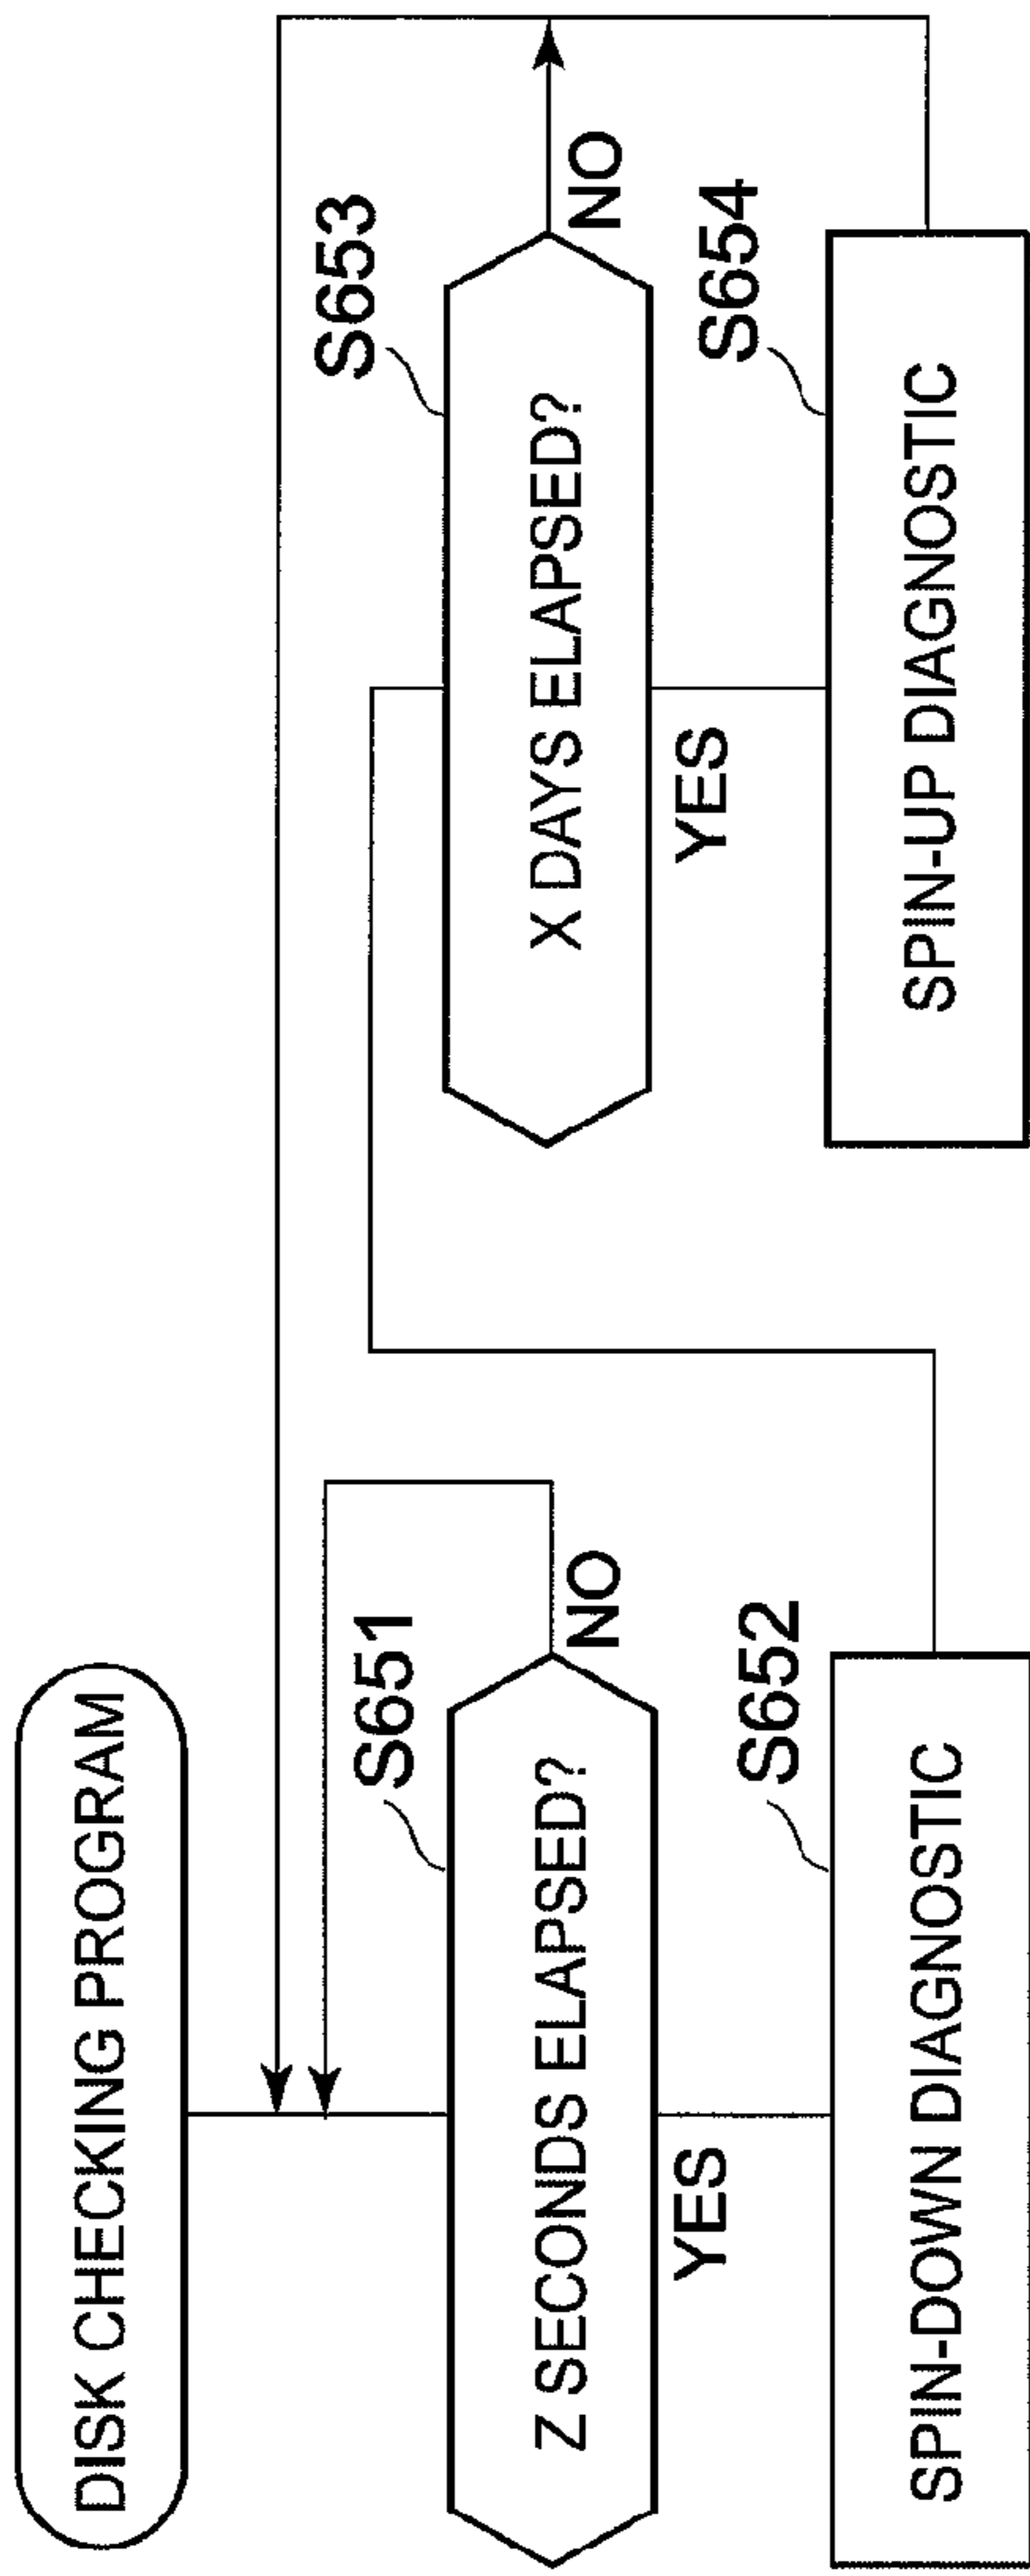 DISK CHECKING PROGRAM
S651
Z SECONDS ELAPSED?
NO
YES
S652
SPIN-DOWN DIAGNOSTIC
S653
X DAYS ELAPSED?
NO
YES
S654
SPIN-UP DIAGNOSTIC